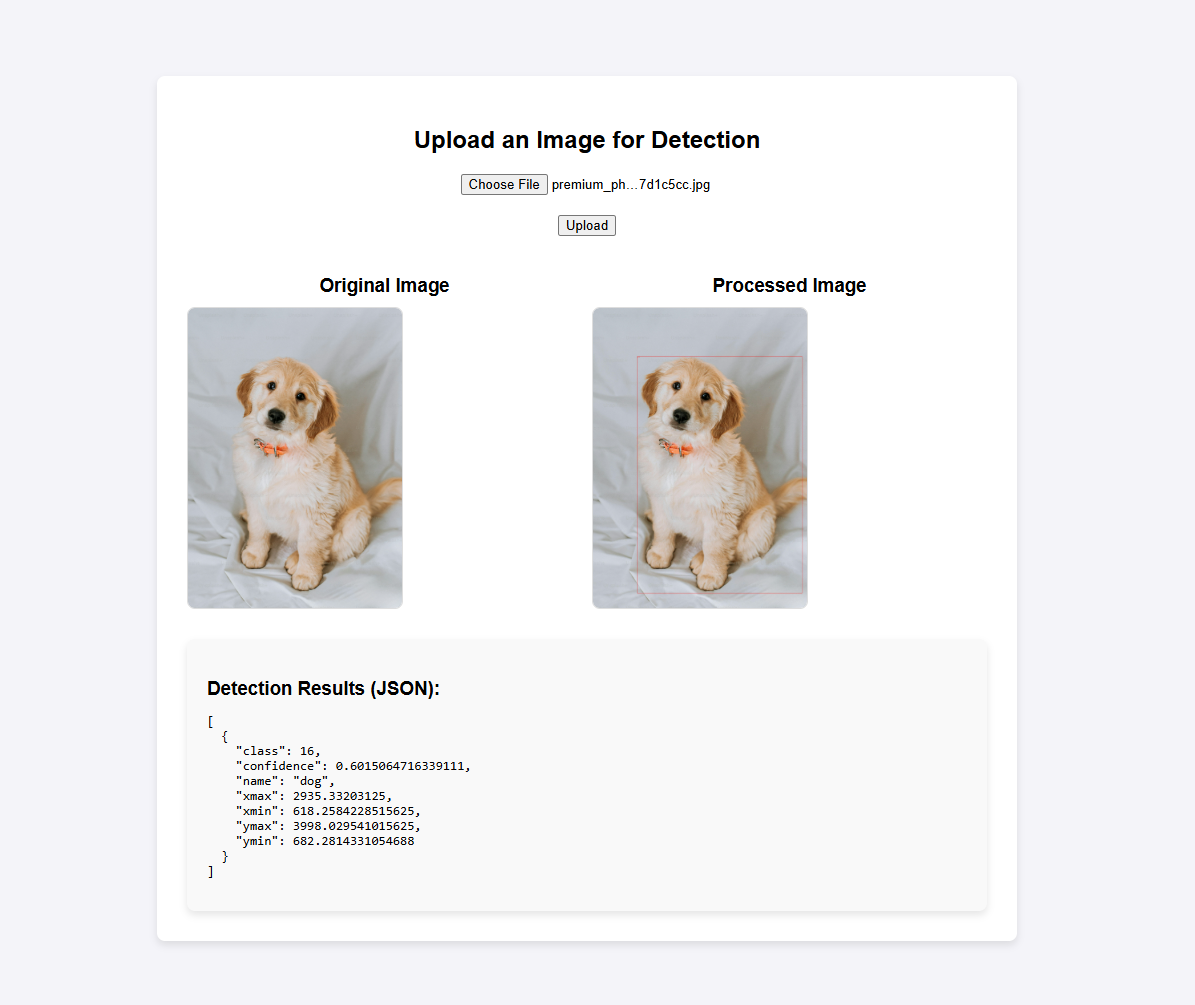 Upload an Image for Detection
Choose File premium_ph...7d1c5cc.jpg
Upload
Original Image
Processed Image
Detection Results (JSON):
[
  {
    "class": 16,
    "confidence": 0.6015064716339111,
    "name": "dog",
    "xmax": 2935.33203125,
    "xmin": 618.2584228515625,
    "ymax": 3998.029541015625,
    "ymin": 682.2814331054688
  }
]